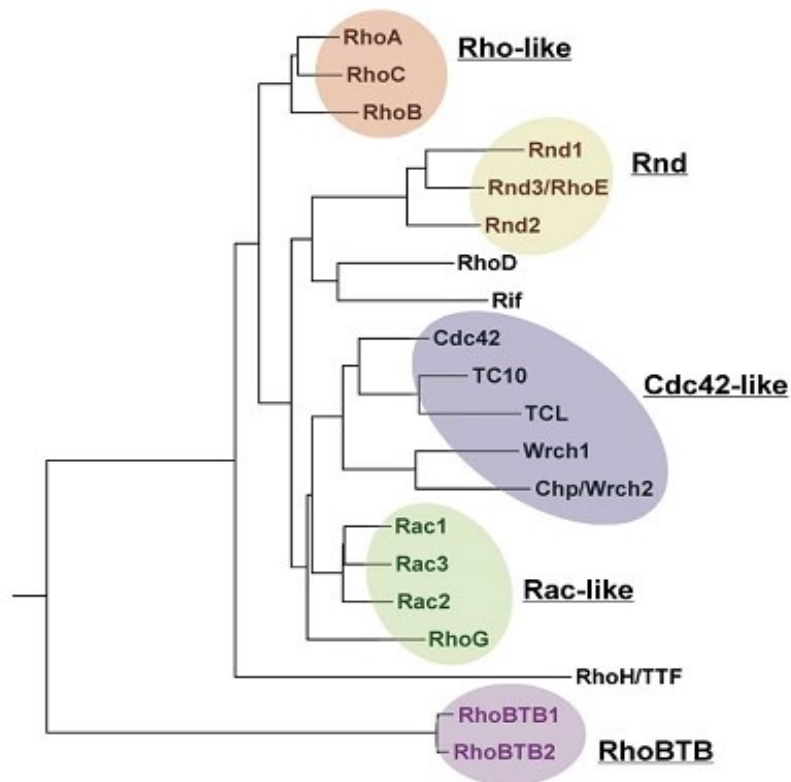 RhoA
Rho-like
RhoC
RhoB
Rnd1
Rnd
Rnd3/RhoE
Rnd2
RhoD
Rif
Cdc42
TC10
Cdc42-like
TCL
Wrch1
Chp/Wrch2
Rac1
Rac3
Rac-like
Rac2
RhoG
RhoH/TTF
RhoBTB1
RhoBTB2
RhoBTB